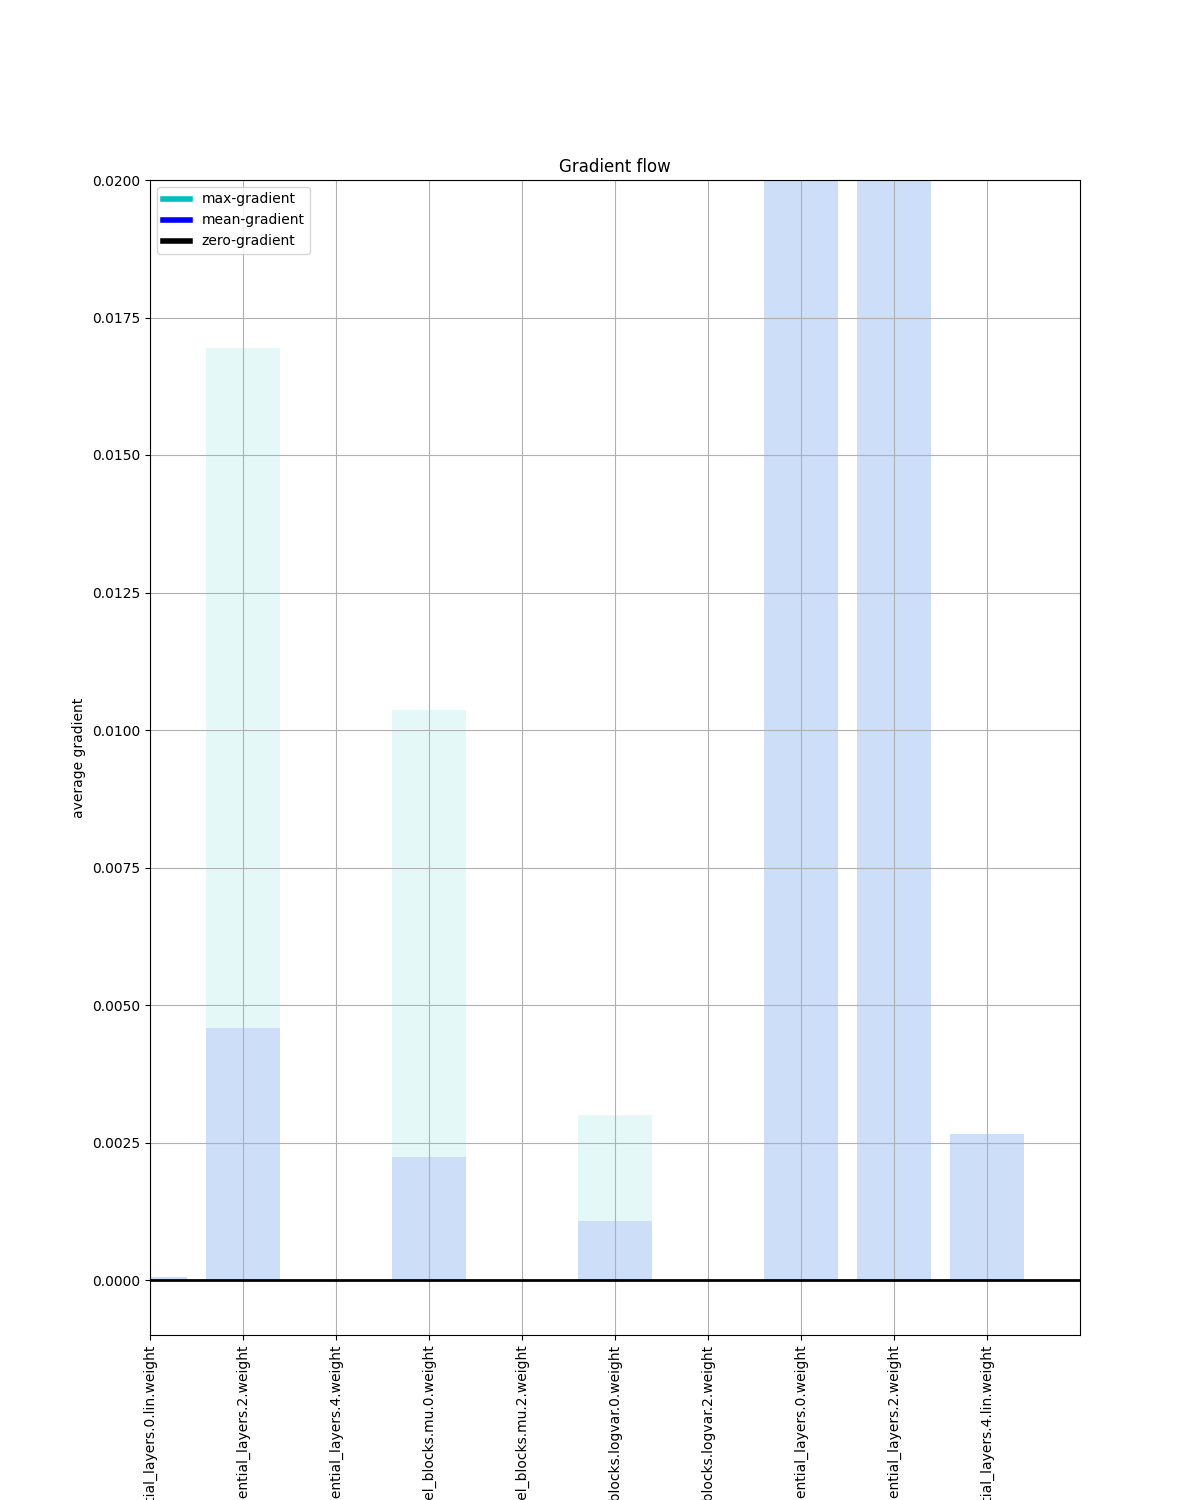 Gradient flow
max-gradient
mean-gradient
zero-gradient
0.0200
0.0175
0.0150
0.0125
0.0100
0.0075
0.0050
0.0025
0.0000
average gradient
tial_layers.0.lin.weight
ential_layers.2.weight
ential_layers.4.weight
el_blocks.mu.0.weight
el_blocks.mu.2.weight
blocks.logvar.0.weight
blocks.logvar.2.weight
ential_layers.0.weight
ential_layers.2.weight
tial_layers.4.lin.weight